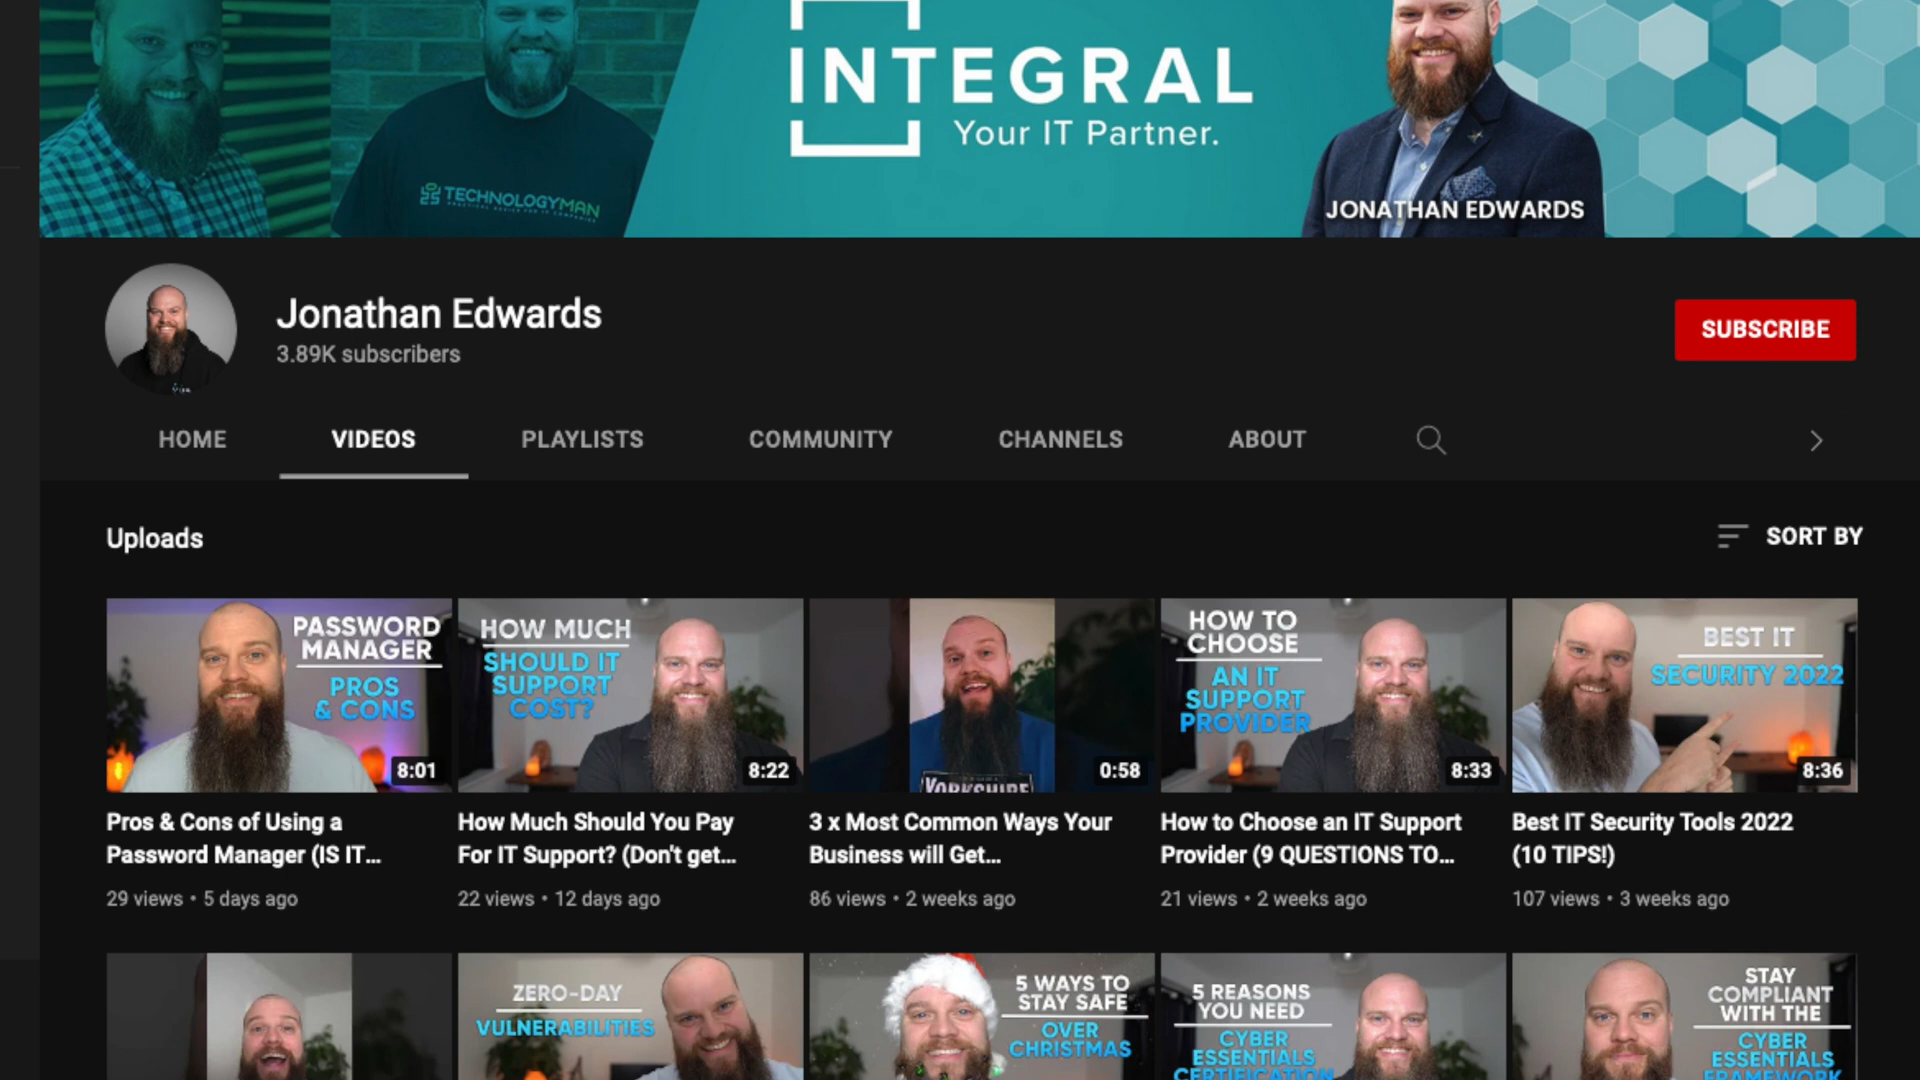 INTEGRAL
Your IT Partner.
TECHNOLOGYMAN
JONATHAN EDWARDS
Jonathan Edwards
3.89K subscribers
SUBSCRIBE
HOME
VIDEOS
PLAYLISTS
COMMUNITY
CHANNELS
ABOUT
Uploads
SORT BY
PASSWORD
MANAGER
PROS
& CONS
8:01
HOW MUCH
SHOULD IT
SUPPORT
COST?
8:22
YORKSHIRE
0:58
HOW TO
CHOOSE
AN IT
SUPPORT
PROVIDER
8:33
BEST IT
SECURITY 2022
8:36
Pros & Cons of Using a
Password Manager (IS IT...
29 views • 5 days ago
How Much Should You Pay
For IT Support? (Don't get...
22 views • 12 days ago
3 x Most Common Ways Your
Business will Get...
86 views • 2 weeks ago
How to Choose an IT Support
Provider (9 QUESTIONS TO...
21 views • 2 weeks ago
Best IT Security Tools 2022
(10 TIPS!)
107 views • 3 weeks ago
ZERO-DAY
VULNERABILITIES
5 WAYS TO
STAY SAFE
OVER
CHRISTMAS
5 REASONS
YOU NEED
CYBER
ESSENTIALS
CERTIFICATION
STAY
COMPLIANT
WITH THE
CYBER
ESSENTIALS
FRAMEWORK